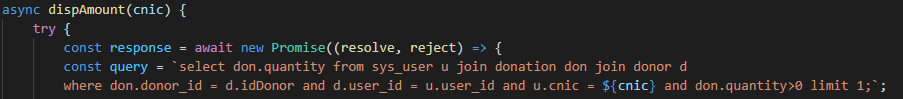 async dispAmount(cnic) {
try {
const response = await new Promise((resolve, reject) => {
const query = `select don.quantity from sys_user u join donation don join donor d
where don.donor_id = d.idDonor and d.user_id = u.user_id and u.cnic = ${cnic} and don.quantity>0 limit 1;`;